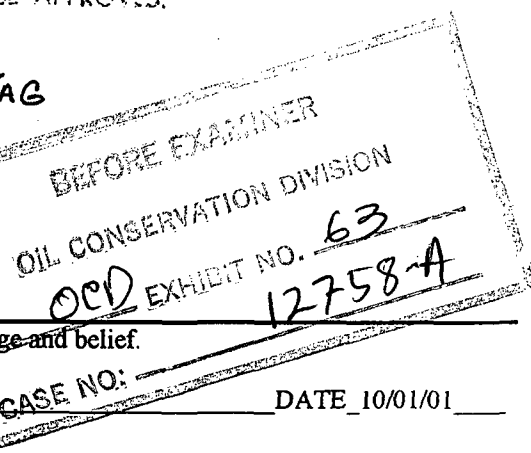 APPROVED.
AG
BEFORE EXAMINER
OIL CONSERVATION DIVISION
OCD EXHIBIT NO. 63
12758-A
ge and belief.
CASE NO:
DATE 10/01/01